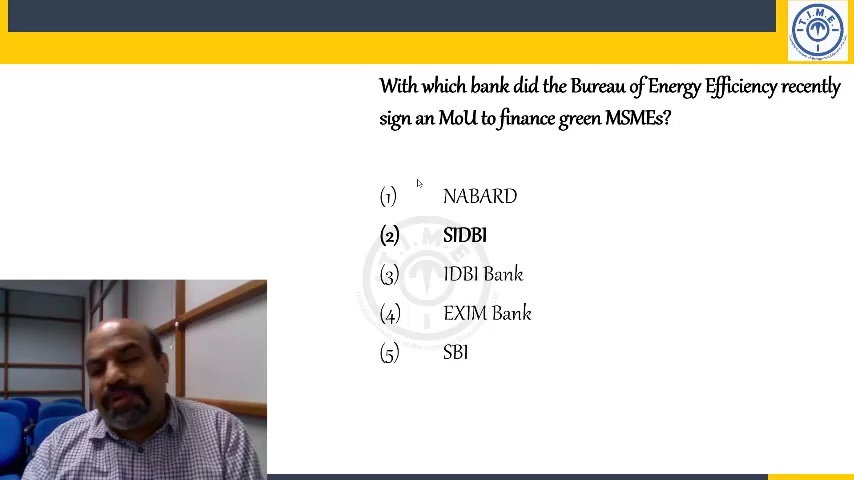 T.I.M.E.
With which bank did the Bureau of Energy Efficiency recently
sign an MoU to finance green MSMEs?
(1) NABARD
(2) SIDBI
(3) IDBI Bank
(4) EXIM Bank
(5) SBI
T.I.M.E